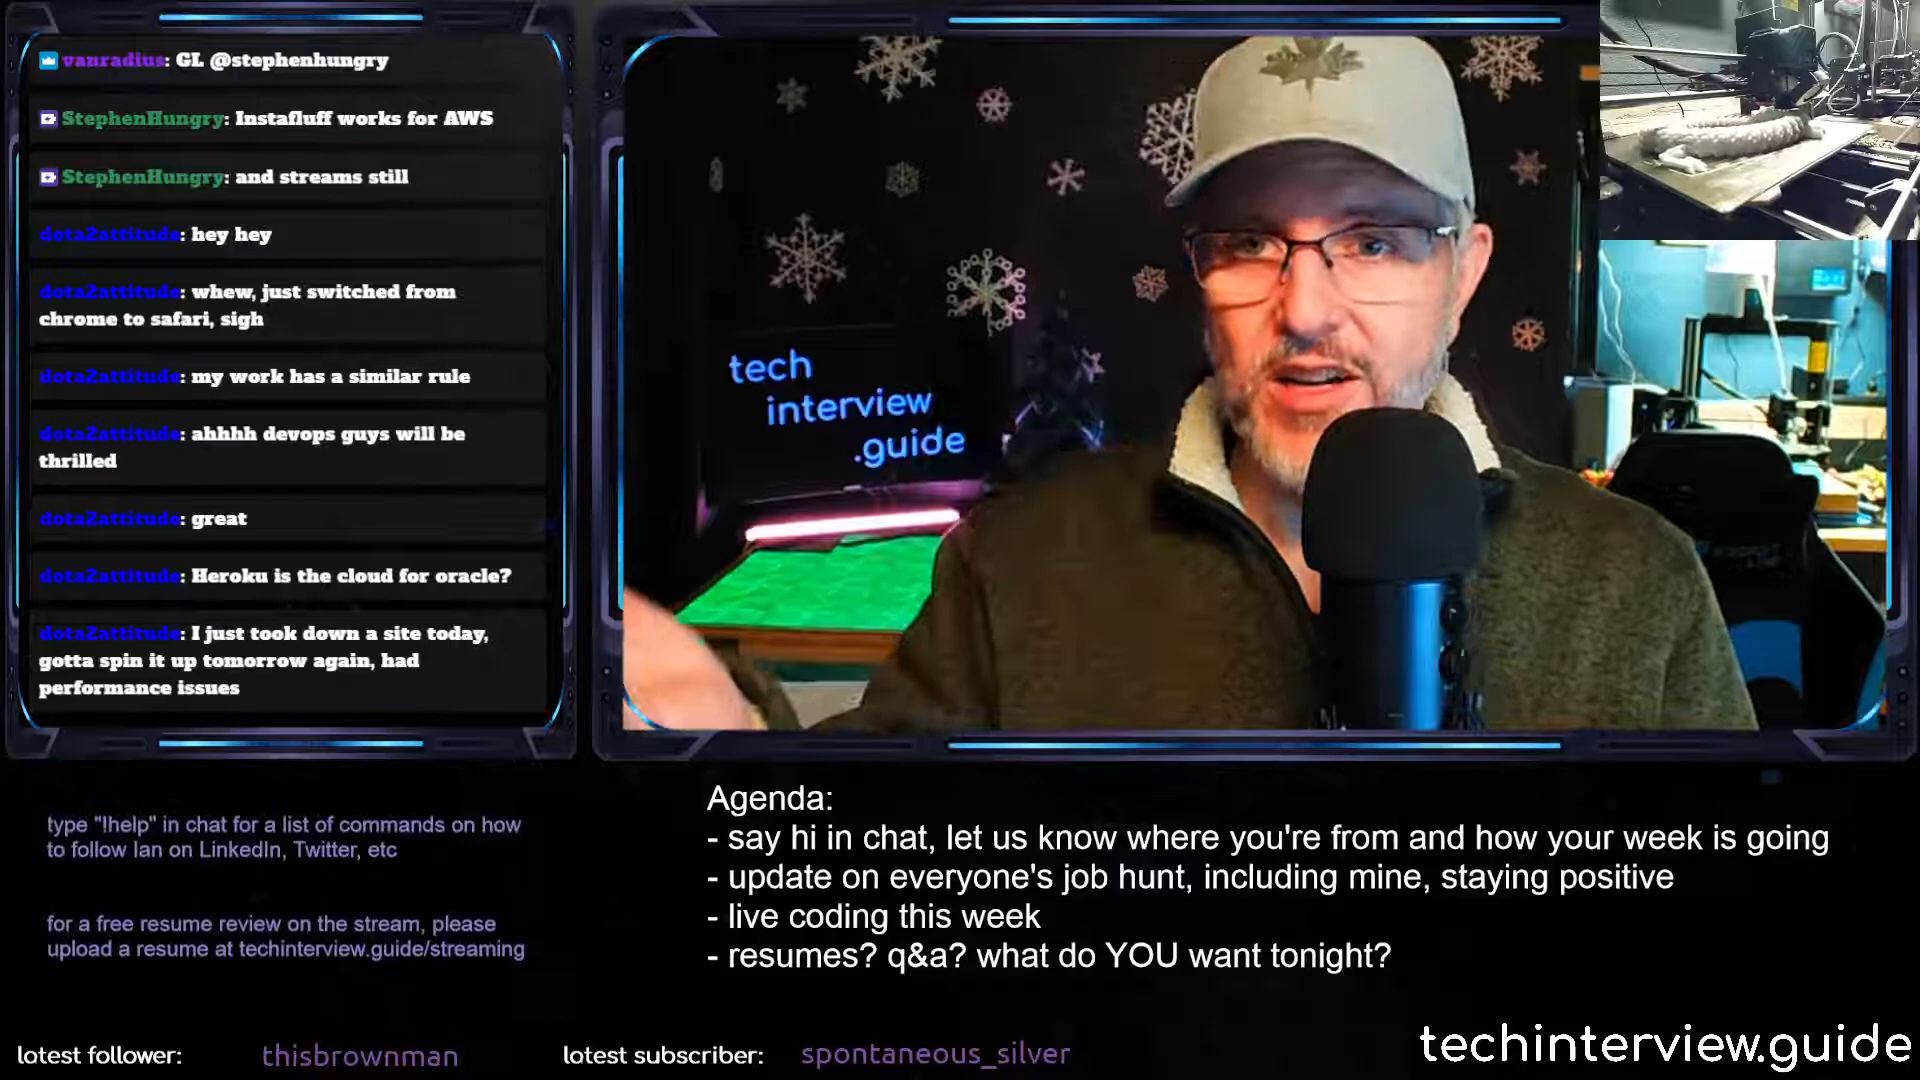 vanradius: GL @stephenhungry
StephenHungry: Instafluff works for AWS
StephenHungry: and streams still
dota2attitude: hey hey
dota2attitude: whew, just switched from
chrome to safari, sigh
dota2attitude: my work has a similar rule
dota2attitude: ahhhh devops guys will be
thrilled
dota2attitude: great
dota2attitude: Heroku is the cloud for oracle?
dota2attitude: I just took down a site today,
gotta spin it up tomorrow again, had
performance issues
tech
interview
.guide
type "!help" in chat for a list of commands on how
to follow Ian on LinkedIn, Twitter, etc
for a free resume review on the stream, please
upload a resume at techinterview.guide/streaming
Agenda:
- say hi in chat, let us know where you're from and how your week is going
- update on everyone's job hunt, including mine, staying positive
- live coding this week
- resumes? q&a? what do YOU want tonight?
latest follower: thisbrownman
latest subscriber: spontaneous_silver
techinterview.guide